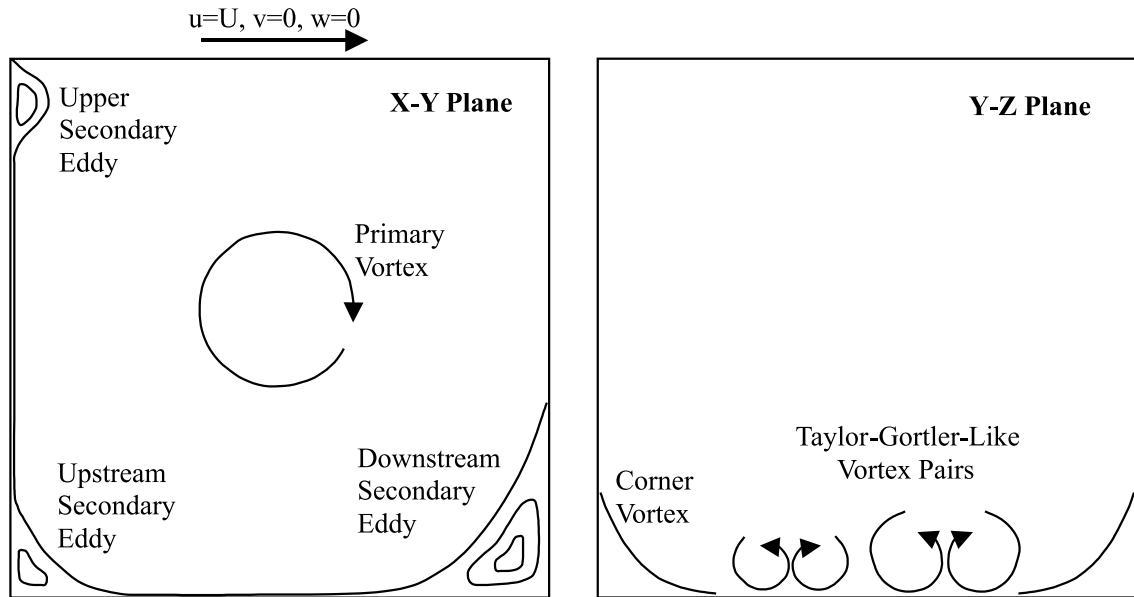 u=U, v=0, w=0
Upper
Secondary
Eddy
X-Y Plane
Primary
Vortex
Upstream
Secondary
Eddy
Downstream
Secondary
Eddy
Y-Z Plane
Taylor-Gortler-Like
Vortex Pairs
Corner
Vortex